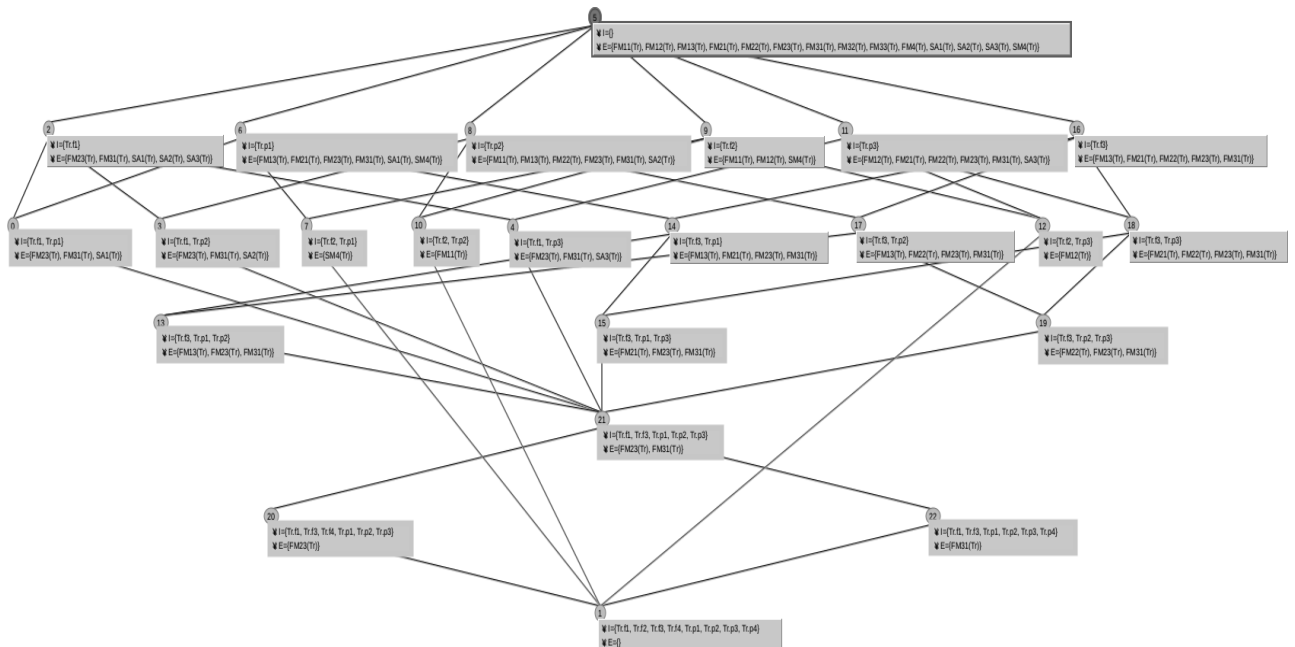 5
I={}
E={FM11(Tr), FM12(Tr), FM13(Tr), FM21(Tr), FM22(Tr), FM23(Tr), FM31(Tr), FM32(Tr), FM33(Tr), FM4(Tr), SA1(Tr), SA2(Tr), SA3(Tr), SM4(Tr)}
2
I={Tr.f1}
E={FM23(Tr), FM31(Tr), SA1(Tr), SA2(Tr), SA3(Tr)}
6
I={Tr.p1}
E={FM13(Tr), FM21(Tr), FM23(Tr), FM31(Tr), SA1(Tr), SM4(Tr)}
8
I={Tr.p2}
E={FM11(Tr), FM13(Tr), FM22(Tr), FM23(Tr), FM31(Tr), SA2(Tr)}
9
I={Tr.f2}
E={FM11(Tr), FM12(Tr), SM4(Tr)}
11
I={Tr.p3}
E={FM12(Tr), FM21(Tr), FM22(Tr), FM23(Tr), FM31(Tr), SA3(Tr)}
16
I={Tr.f3}
E={FM13(Tr), FM21(Tr), FM22(Tr), FM23(Tr), FM31(Tr)}
0
I={Tr.f1, Tr.p1}
E={FM23(Tr), FM31(Tr), SA1(Tr)}
3
I={Tr.f1, Tr.p2}
E={FM23(Tr), FM31(Tr), SA2(Tr)}
7
I={Tr.f2, Tr.p1}
E={SM4(Tr)}
10
I={Tr.f2, Tr.p2}
E={FM11(Tr)}
4
I={Tr.f1, Tr.p3}
E={FM23(Tr), FM31(Tr), SA3(Tr)}
14
I={Tr.f3, Tr.p1}
E={FM13(Tr), FM21(Tr), FM23(Tr), FM31(Tr)}
17
I={Tr.f3, Tr.p2}
E={FM13(Tr), FM22(Tr), FM23(Tr), FM31(Tr)}
12
I={Tr.f2, Tr.p3}
E={FM12(Tr)}
18
I={Tr.f3, Tr.p3}
E={FM21(Tr), FM22(Tr), FM23(Tr), FM31(Tr)}
13
I={Tr.f3, Tr.p1, Tr.p2}
E={FM13(Tr), FM23(Tr), FM31(Tr)}
15
I={Tr.f3, Tr.p1, Tr.p3}
E={FM21(Tr), FM23(Tr), FM31(Tr)}
19
I={Tr.f3, Tr.p2, Tr.p3}
E={FM22(Tr), FM23(Tr), FM31(Tr)}
21
I={Tr.f1, Tr.f3, Tr.p1, Tr.p2, Tr.p3}
E={FM23(Tr), FM31(Tr)}
20
I={Tr.f1, Tr.f3, Tr.f4, Tr.p1, Tr.p2, Tr.p3}
E={FM23(Tr)}
22
I={Tr.f1, Tr.f3, Tr.p1, Tr.p2, Tr.p3, Tr.p4}
E={FM31(Tr)}
1
I={Tr.f1, Tr.f2, Tr.f3, Tr.f4, Tr.p1, Tr.p2, Tr.p3, Tr.p4}
E={}